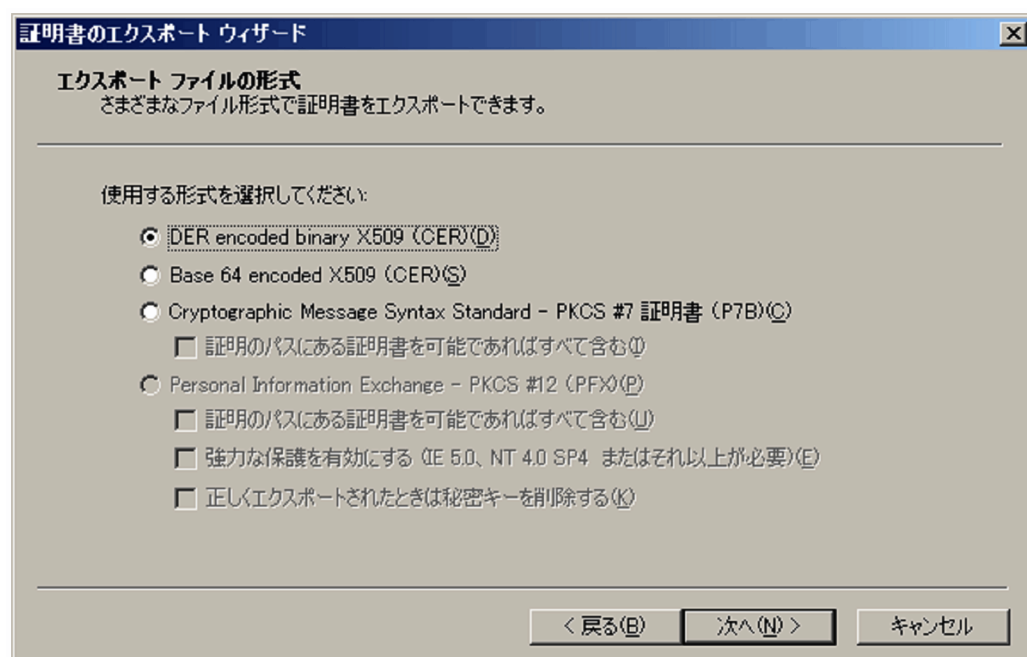 証明書のエクスポート ウィザード
エクスポート ファイルの形式
さまざまなファイル形式で証明書をエクスポートできます。
使用する形式を選択してください:
DER encoded binary X.509 (CER)(D)
Base 64 encoded X.509 (CER)(S)
Cryptographic Message Syntax Standard - PKCS #7 証明書 (P7B)(C)
証明のパスにある証明書を可能であればすべて含む(I)
Personal Information Exchange - PKCS #12 (PFX)(P)
証明のパスにある証明書を可能であればすべて含む(U)
強力な保護を有効にする (IE 5.0、NT 4.0 SP4 またはそれ以上が必要)(E)
正しくエクスポートされたときは秘密キーを削除する(K)
< 戻る(B) 次へ(N) > キャンセル